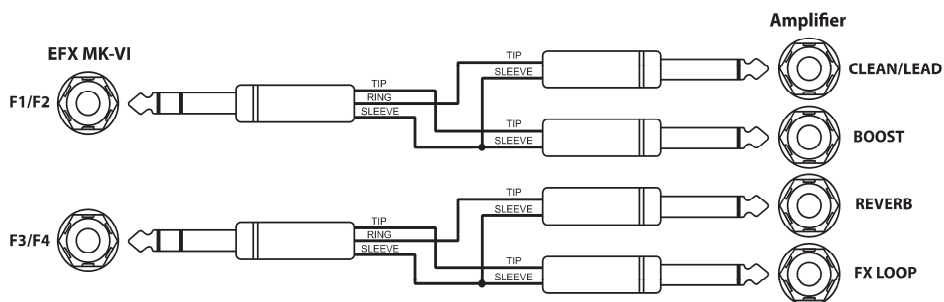 Amplifier
EFX MK-VI
F1/F2
TIP
RING
SLEEVE
TIP
SLEEVE
CLEAN/LEAD
TIP
SLEEVE
BOOST
F3/F4
TIP
RING
SLEEVE
TIP
SLEEVE
REVERB
TIP
SLEEVE
FX LOOP